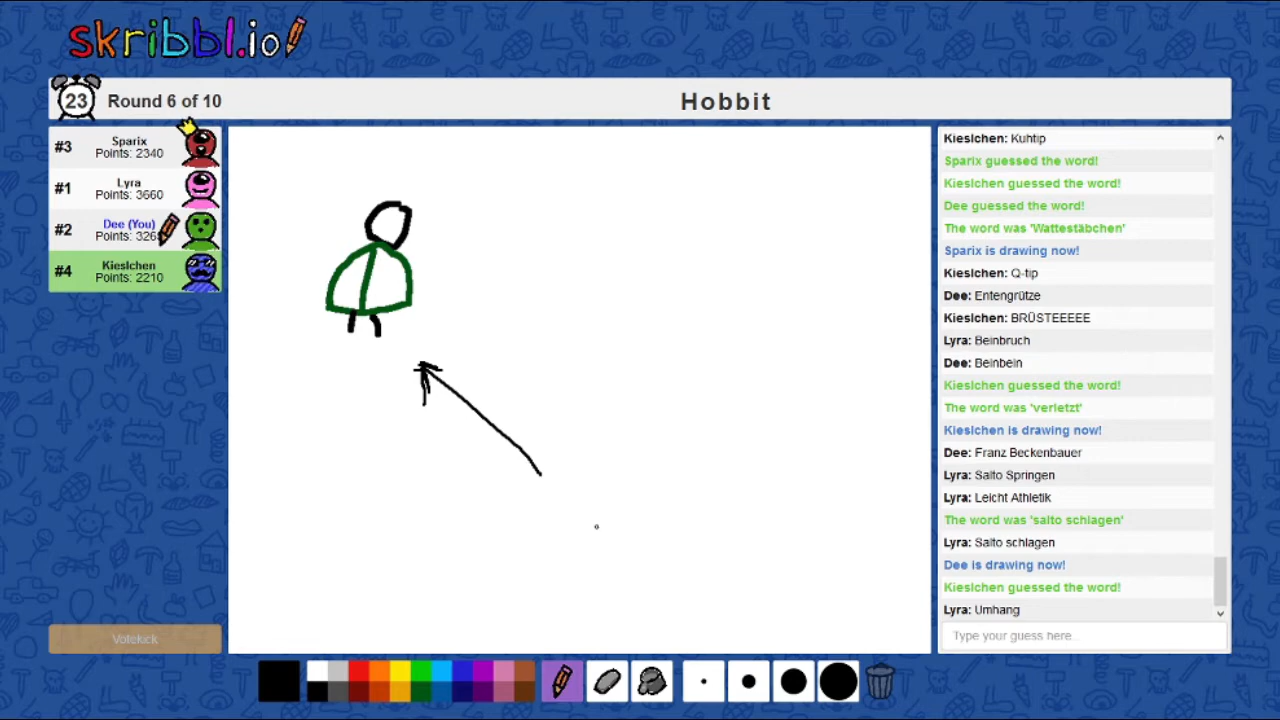 skribbl.io
23
Round 6 of 10
Hobbit
#3
Sparix
Points: 2340
#1
Lyra
Points: 3660
#2
Dee (You)
Points:
#4
Kieslchen
Points: 2210
Kieslchen: Kuhtip
Sparix guessed the word!
Kieslchen guessed the word!
Dee guessed the word!
The word was 'Wattestäbchen'
Sparix is drawing now!
Kieslchen: Q-tip
Dee: Entengrütze
Kieslchen: BRÜSTEEEEE
Lyra: Beinbruch
Dee: Beinbein
Kieslchen guessed the word!
The word was 'verletzt'
Kieslchen is drawing now!
Dee: Franz Beckenbauer
Lyra: Salto Springen
Lyra: Leicht Athletik
The word was 'salto schlagen'
Lyra: Salto schlagen
Dee is drawing now!
Kieslchen guessed the word!
Lyra: Umhang
Type your guess here...
Votekick